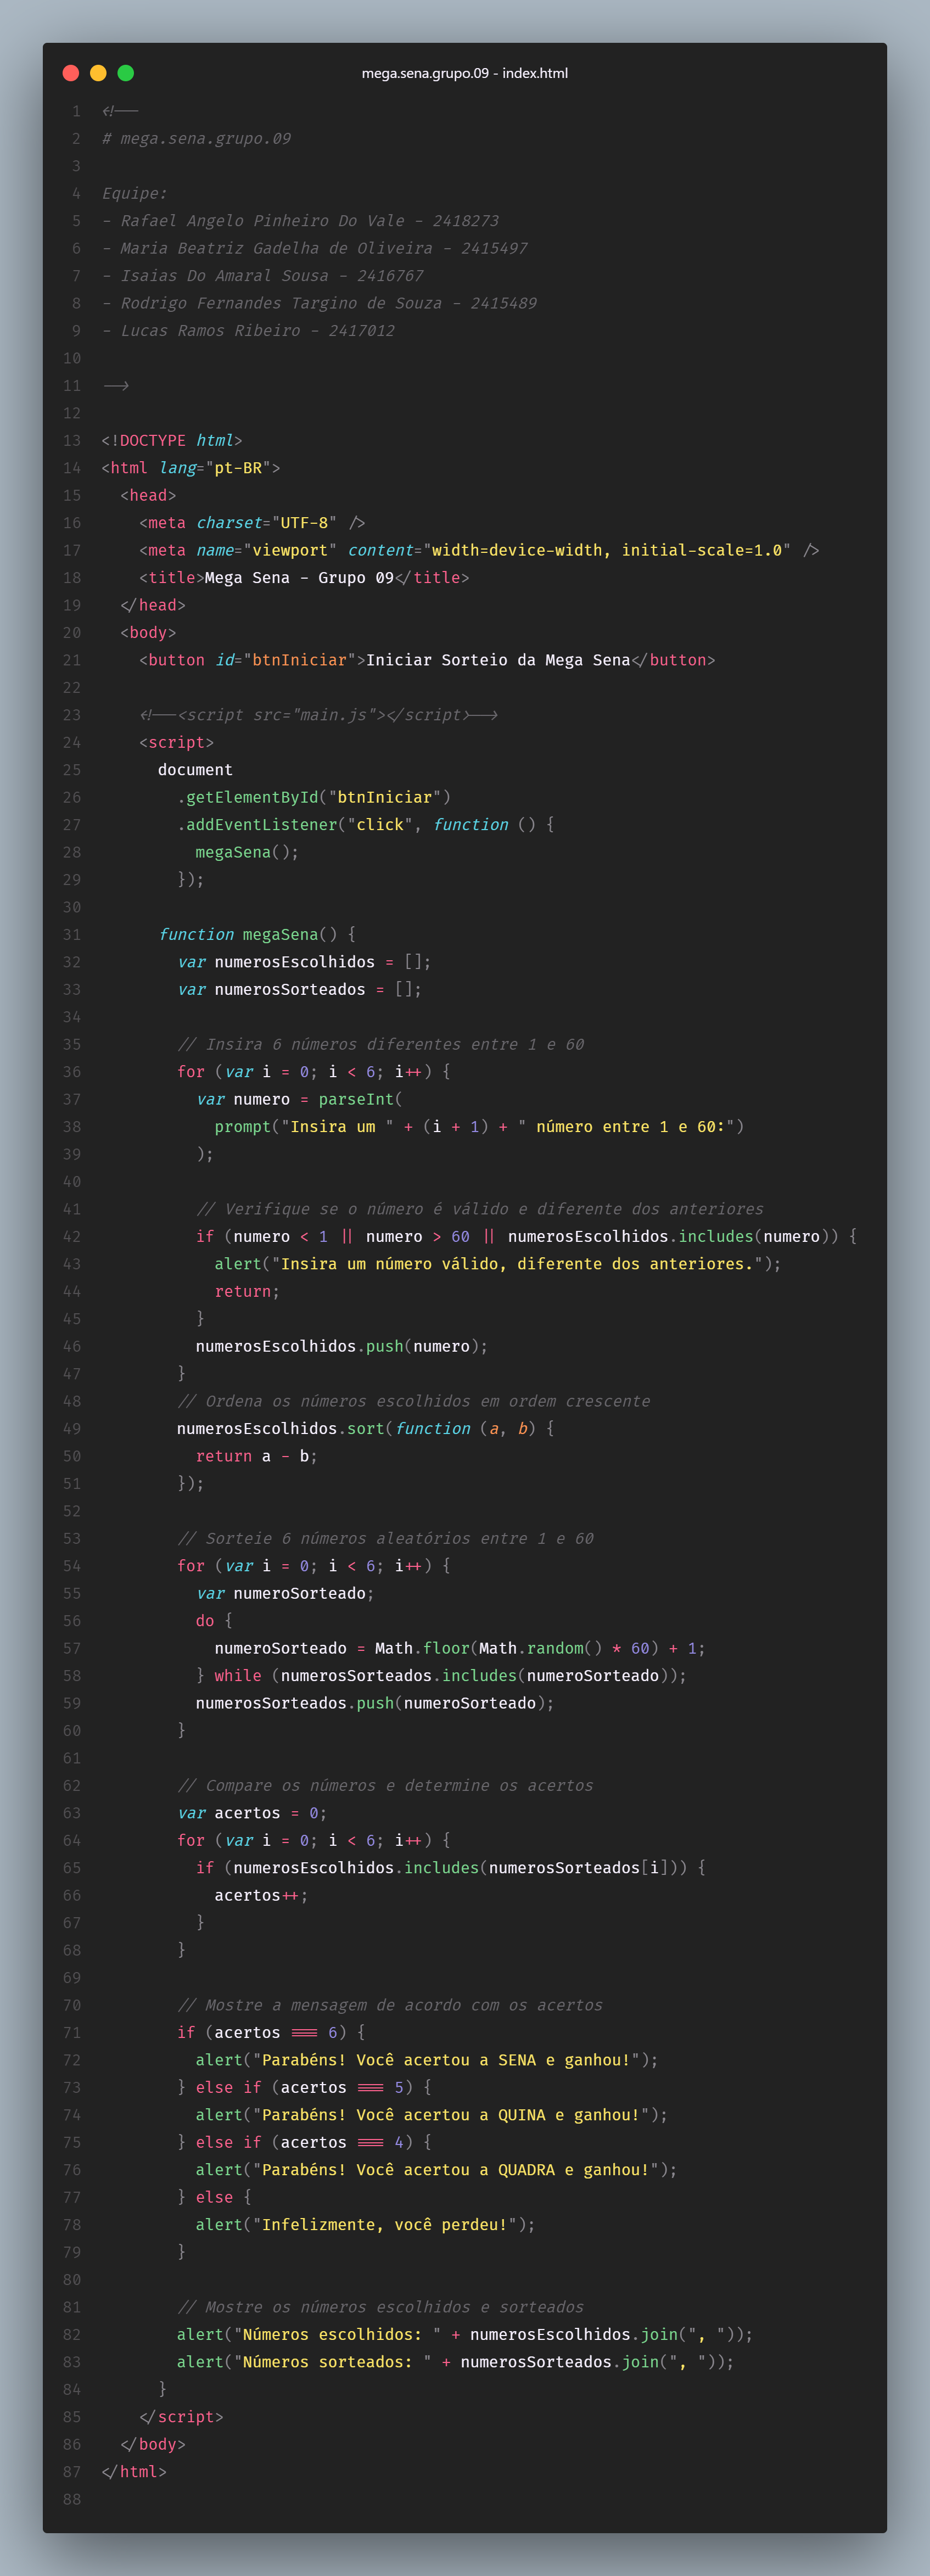 mega.sena.grupo.09 - index.html
1 <!--
2 # mega.sena.grupo.09
3
4 Equipe:
5 - Rafael Angelo Pinheiro Do Vale - 2418273
6 - Maria Beatriz Gadelha de Oliveira - 2415497
7 - Isaias Do Amaral Sousa - 2416767
8 - Rodrigo Fernandes Targino de Souza - 2415489
9 - Lucas Ramos Ribeiro - 2417012
10
11 -->
12
13 <!DOCTYPE html>
14 <html lang="pt-BR">
15   <head>
16     <meta charset="UTF-8" />
17     <meta name="viewport" content="width=device-width, initial-scale=1.0" />
18     <title>Mega Sena - Grupo 09</title>
19   </head>
20   <body>
21     <button id="btnIniciar">Iniciar Sorteio da Mega Sena</button>
22
23     <!--<script src="main.js"></script>-->
24     <script>
25       document
26         .getElementById("btnIniciar")
27         .addEventListener("click", function () {
28           megaSena();
29         });
30
31       function megaSena() {
32         var numerosEscolhidos = [];
33         var numerosSorteados = [];
34
35         // Insira 6 números diferentes entre 1 e 60
36         for (var i = 0; i < 6; i++) {
37           var numero = parseInt(
38             prompt("Insira um " + (i + 1) + " número entre 1 e 60:")
39           );
40
41           // Verifique se o número é válido e diferente dos anteriores
42           if (numero < 1 || numero > 60 || numerosEscolhidos.includes(numero)) {
43             alert("Insira um número válido, diferente dos anteriores.");
44             return;
45           }
46           numerosEscolhidos.push(numero);
47         }
48         // Ordena os números escolhidos em ordem crescente
49         numerosEscolhidos.sort(function (a, b) {
50           return a - b;
51         });
52
53         // Sorteie 6 números aleatórios entre 1 e 60
54         for (var i = 0; i < 6; i++) {
55           var numeroSorteado;
56           do {
57             numeroSorteado = Math.floor(Math.random() * 60) + 1;
58           } while (numerosSorteados.includes(numeroSorteado));
59           numerosSorteados.push(numeroSorteado);
60         }
61
62         // Compare os números e determine os acertos
63         var acertos = 0;
64         for (var i = 0; i < 6; i++) {
65           if (numerosEscolhidos.includes(numerosSorteados[i])) {
66             acertos++;
67           }
68         }
69
70         // Mostre a mensagem de acordo com os acertos
71         if (acertos === 6) {
72           alert("Parabéns! Você acertou a SENA e ganhou!");
73         } else if (acertos === 5) {
74           alert("Parabéns! Você acertou a QUINA e ganhou!");
75         } else if (acertos === 4) {
76           alert("Parabéns! Você acertou a QUADRA e ganhou!");
77         } else {
78           alert("Infelizmente, você perdeu!");
79         }
80
81         // Mostre os números escolhidos e sorteados
82         alert("Números escolhidos: " + numerosEscolhidos.join(", "));
83         alert("Números sorteados: " + numerosSorteados.join(", "));
84       }
85     </script>
86   </body>
87 </html>
88